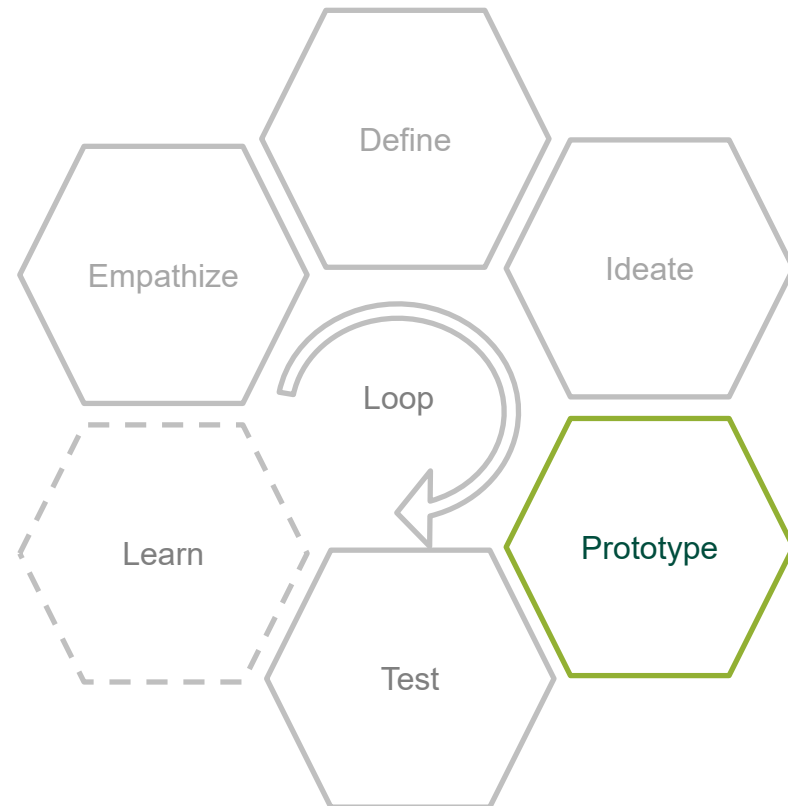 Define
Empathize
Ideate
Loop
Learn
Prototype
Test